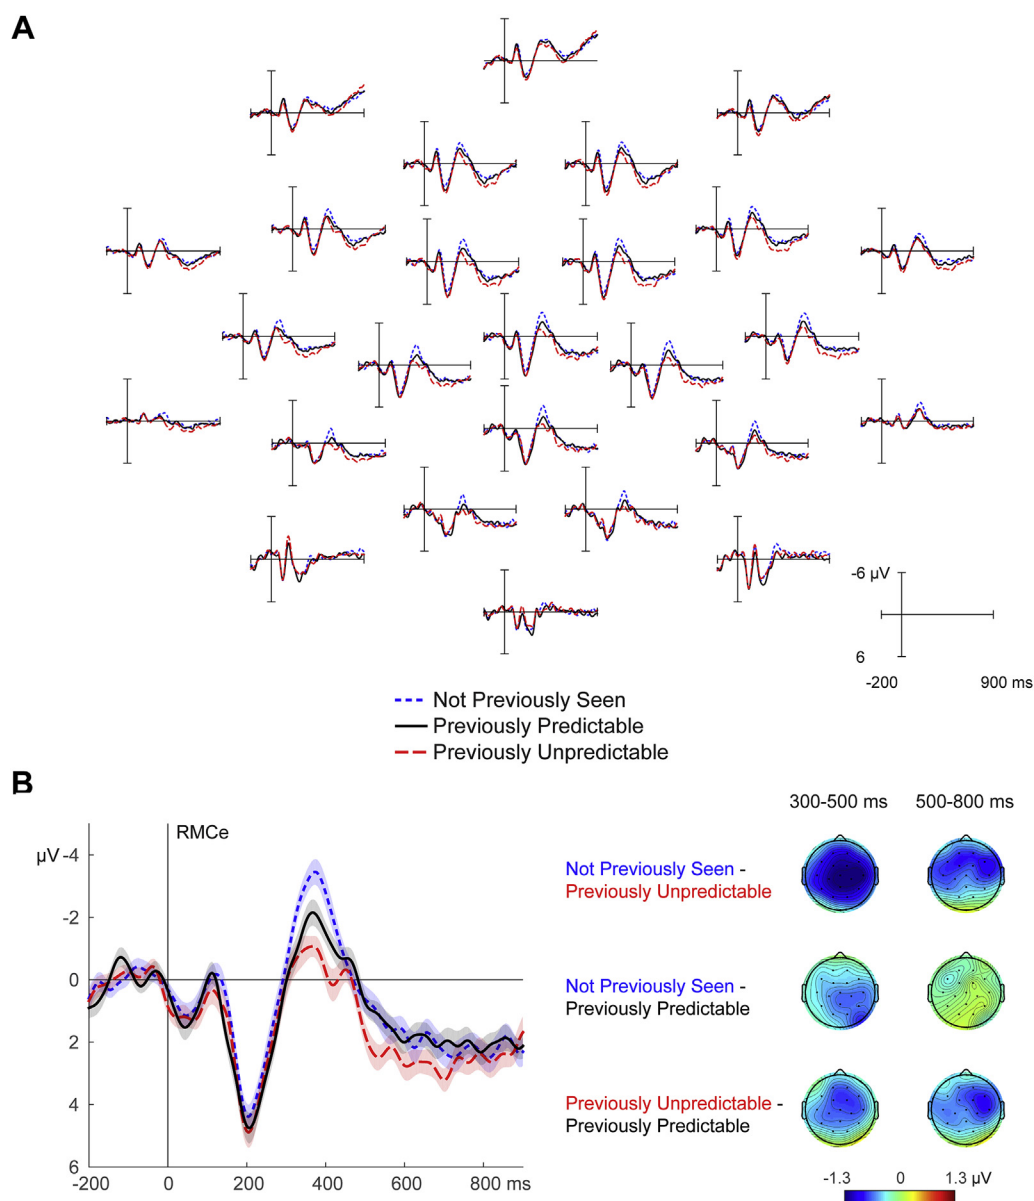 A
-6 µV
6
-200 900 ms
Not Previously Seen
Previously Predictable
Previously Unpredictable
B
RMCe
µV -4
-2
0
2
4
6
-200 0 200 400 600 800 ms
300-500 ms 500-800 ms
Not Previously Seen -
Previously Unpredictable
Not Previously Seen -
Previously Predictable
Previously Unpredictable -
Previously Predictable
-1.3 0 1.3 µV